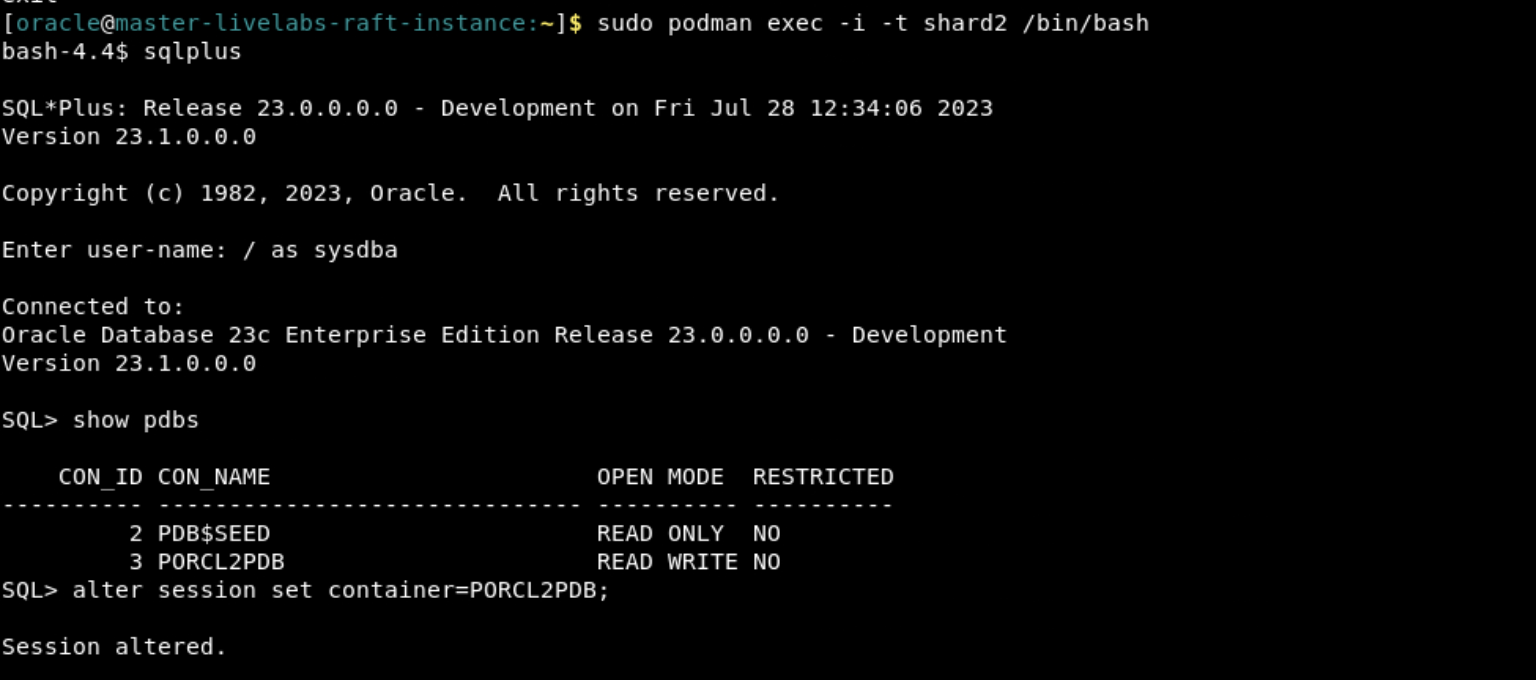 [oracle@master-livelabs-raft-instance:~]$ sudo podman exec -i -t shard2 /bin/bash
bash-4.4$ sqlplus
SQL*Plus: Release 23.0.0.0.0 - Development on Fri Jul 28 12:34:06 2023
Version 23.1.0.0.0
Copyright (c) 1982, 2023, Oracle.  All rights reserved.
Enter user-name: / as sysdba
Connected to:
Oracle Database 23c Enterprise Edition Release 23.0.0.0.0 - Development
Version 23.1.0.0.0
SQL> show pdbs
    CON_ID CON_NAME                       OPEN MODE  RESTRICTED
---------- ------------------------------ ---------- ----------
         2 PDB$SEED                       READ ONLY  NO
         3 PORCL2PDB                      READ WRITE NO
SQL> alter session set container=PORCL2PDB;
Session altered.